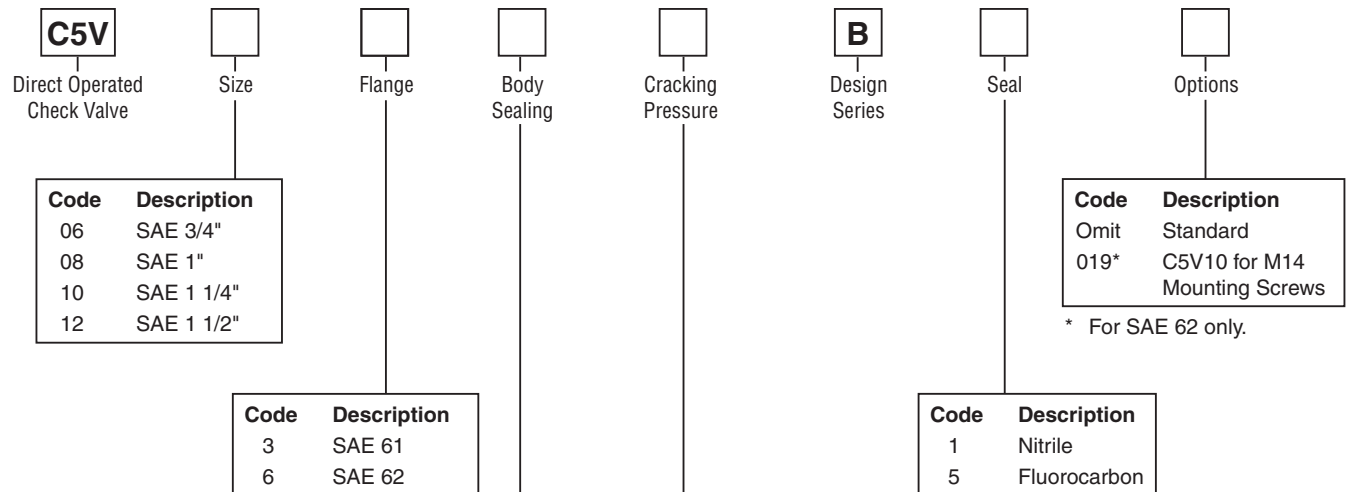 C5V B
Direct Operated Check Valve
Size
Flange
Body Sealing
Cracking Pressure
Design Series
Seal
Options
Code Description
06 SAE 3/4"
08 SAE 1"
10 SAE 1 1/4"
12 SAE 1 1/2"
Code Description
Omit Standard
019* C5V10 for M14
Mounting Screws
* For SAE 62 only.
Code Description
3 SAE 61
6 SAE 62
Code Description
1 Nitrile
5 Fluorocarbon